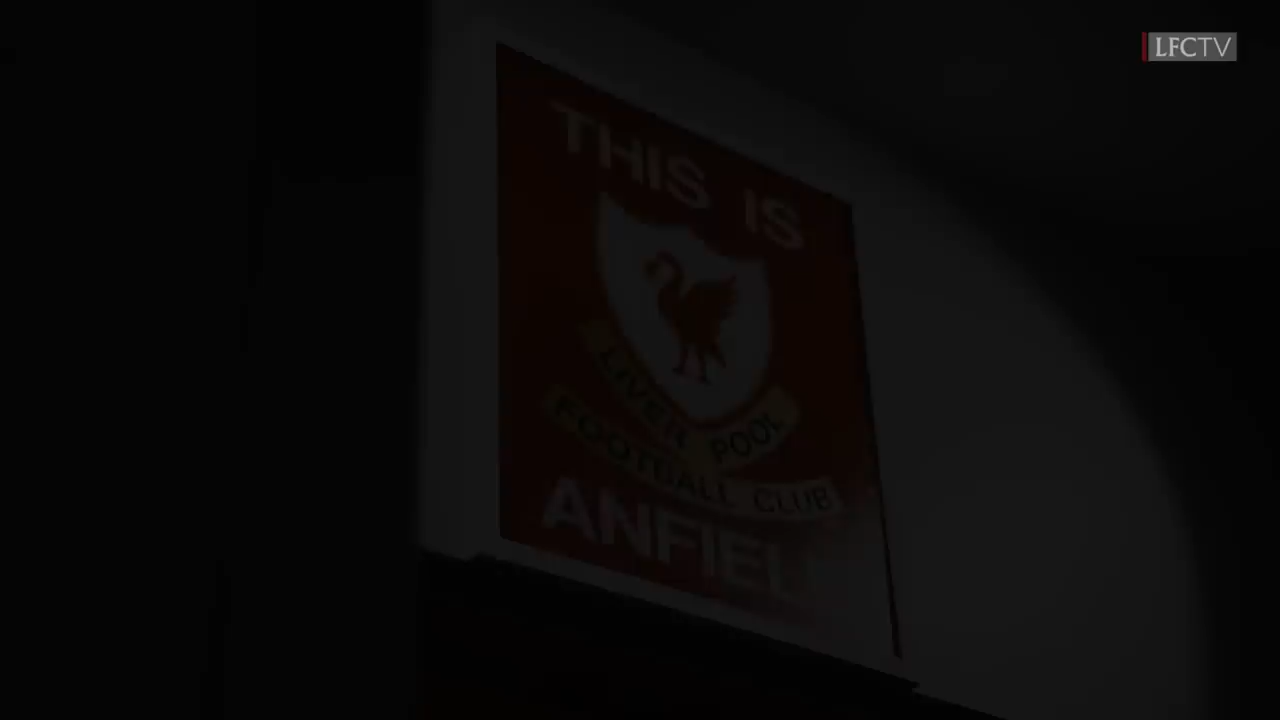 LFCTV
THIS IS
LIVERPOOL
FOOTBALL CLUB
ANFIEL